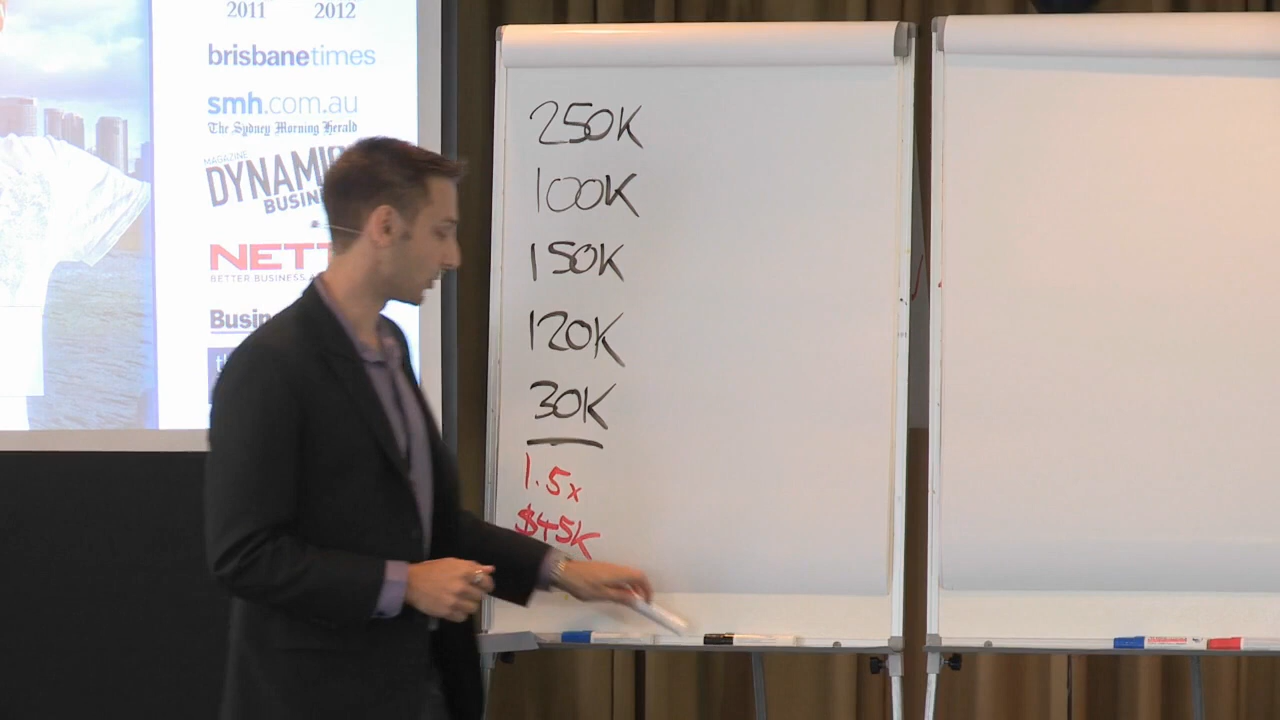 2011 2012
brisbanetimes
smh.com.au
The Sydney Morning Herald
MAGAZINE
DYNAMIC
BUSIN
NETT
BETTER BUSINESS
Busin
250K
100K
150K
120K
30K
1.5x
$45K